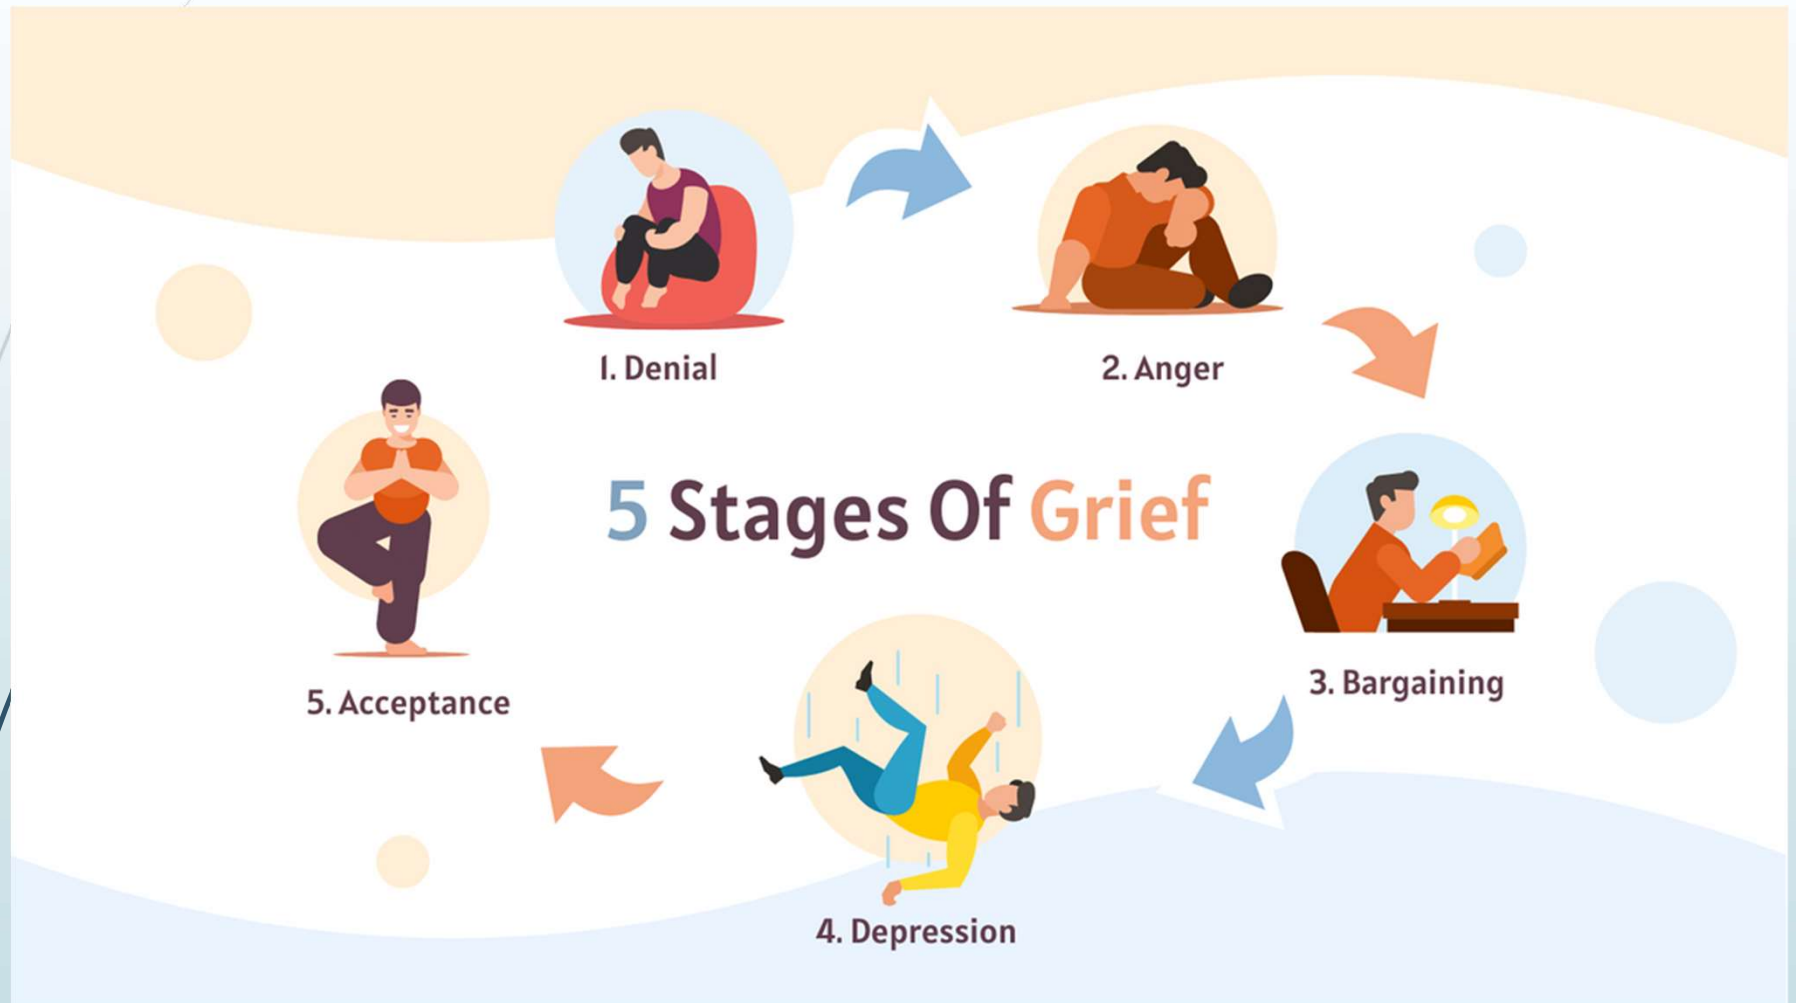 1. Denial
2. Anger
5 Stages Of Grief
3. Bargaining
5. Acceptance
4. Depression